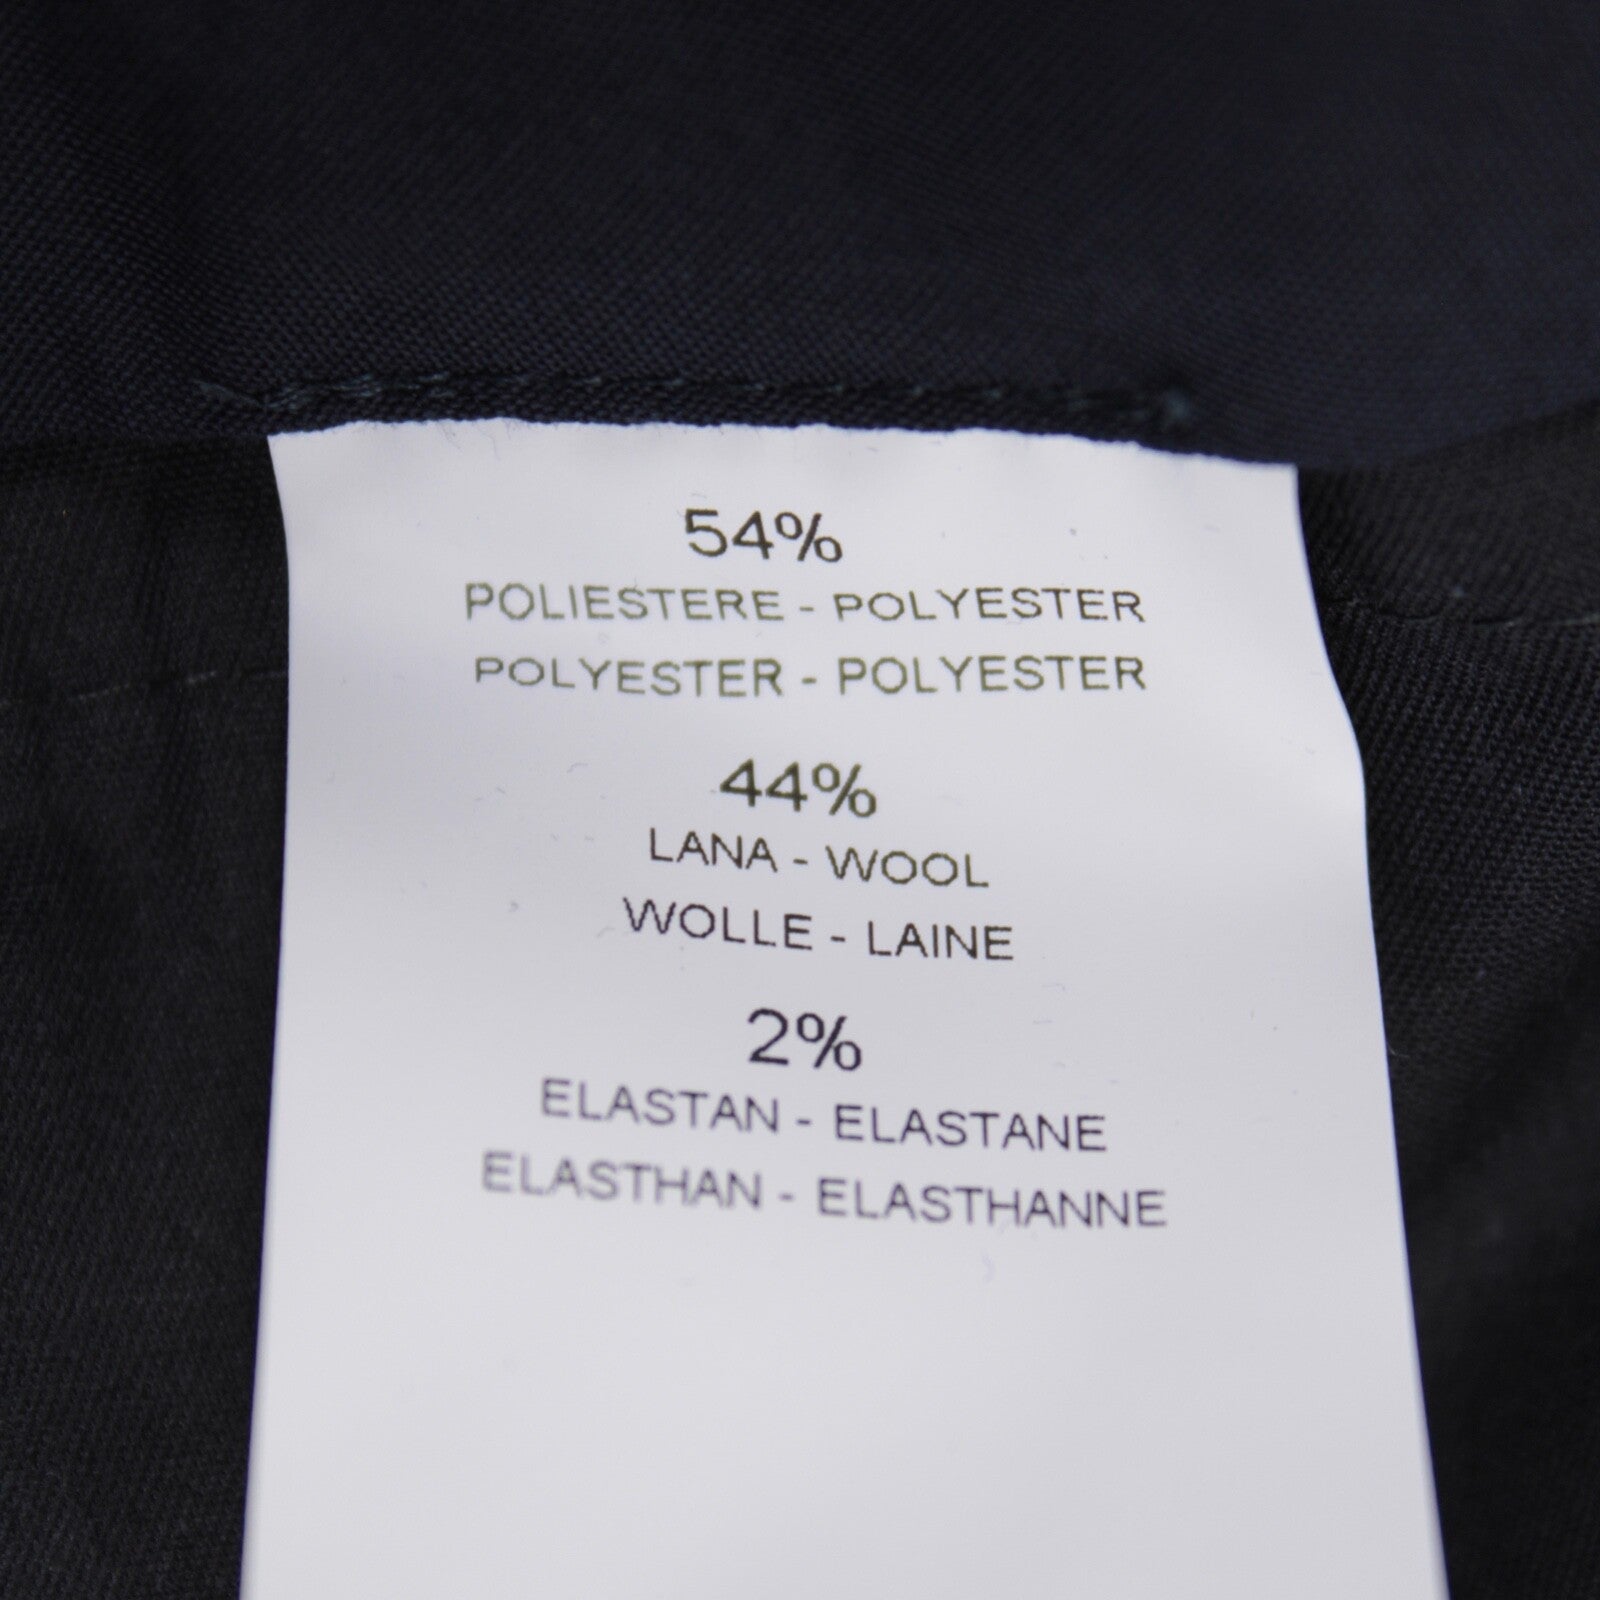 54%
POLIESTERE - POLYESTER
POLYESTER - POLYESTER
44%
LANA - WOOL
WOLLE - LAINE
2%
ELASTAN - ELASTANE
ELASTHAN - ELASTHANNE